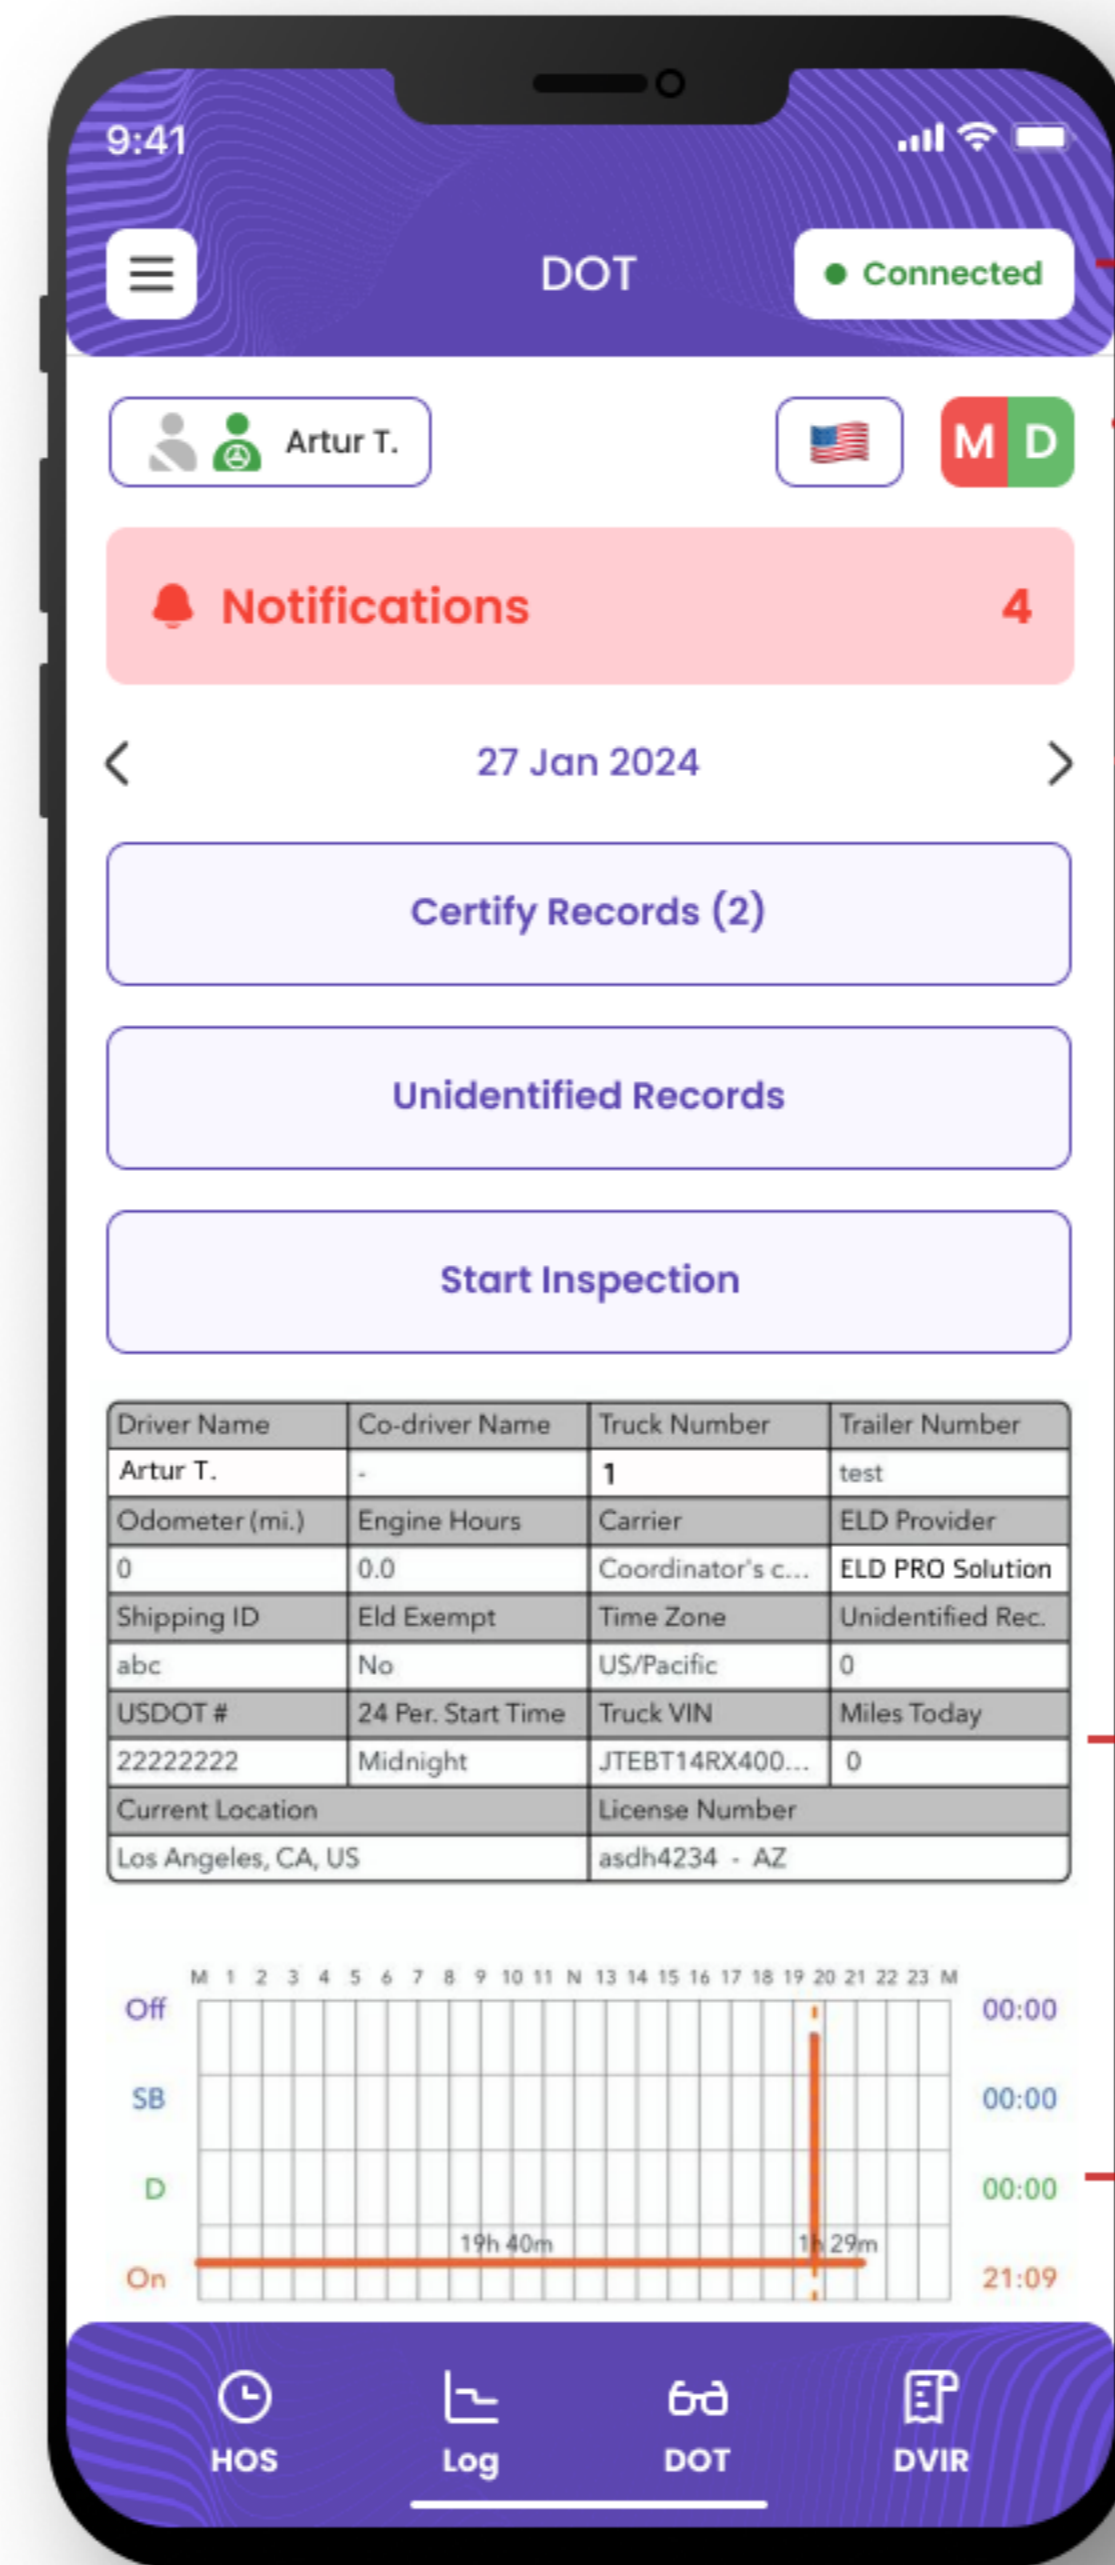 9:41
DOT
Connected
Artur T.
M D
Notifications 4
27 Jan 2024
Certify Records (2)
Unidentified Records
Start Inspection
Driver Name Co-driver Name Truck Number Trailer Number
Artur T. - 1 test
Odometer (mi.) Engine Hours Carrier ELD Provider
0 0.0 Coordinator's c... ELD PRO Solution
Shipping ID Eld Exempt Time Zone Unidentified Rec.
abc No US/Pacific 0
USDOT # 24 Per. Start Time Truck VIN Miles Today
22222222 Midnight JTEBT14RX400... 0
Current Location License Number
Los Angeles, CA, US asdh4234 - AZ
M 1 2 3 4 5 6 7 8 9 10 11 N 13 14 15 16 17 18 19 20 21 22 23 M
Off 00:00
SB 00:00
D 00:00
19h 40m 1h 29m
On 21:09
HOS Log DOT DVIR